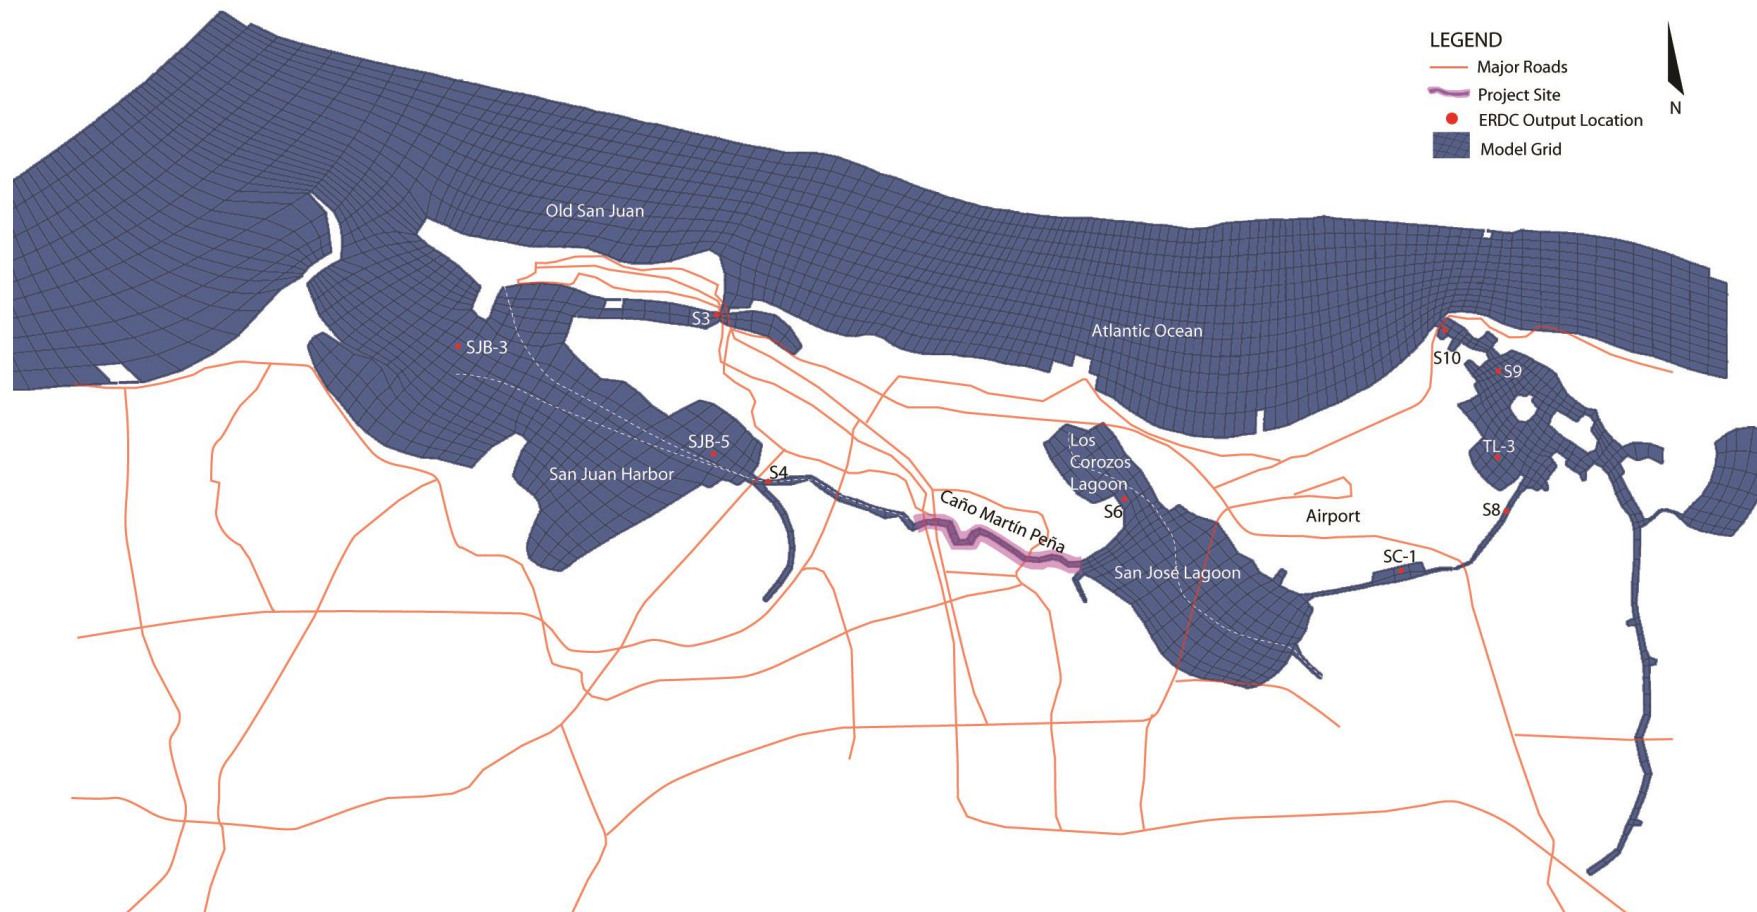 LEGEND
Major Roads
Project Site
N
ERDC Output Location
Model Grid
Old San Juan
S3
Atlantic Ocean
SJB-3
S10
S9
SJB-5
Los
Corozos
Lagoon
TL-3
San Juan Harbor
S4
S6
Caño Martín Peña
S8
Airport
SC-1
San José Lagoon